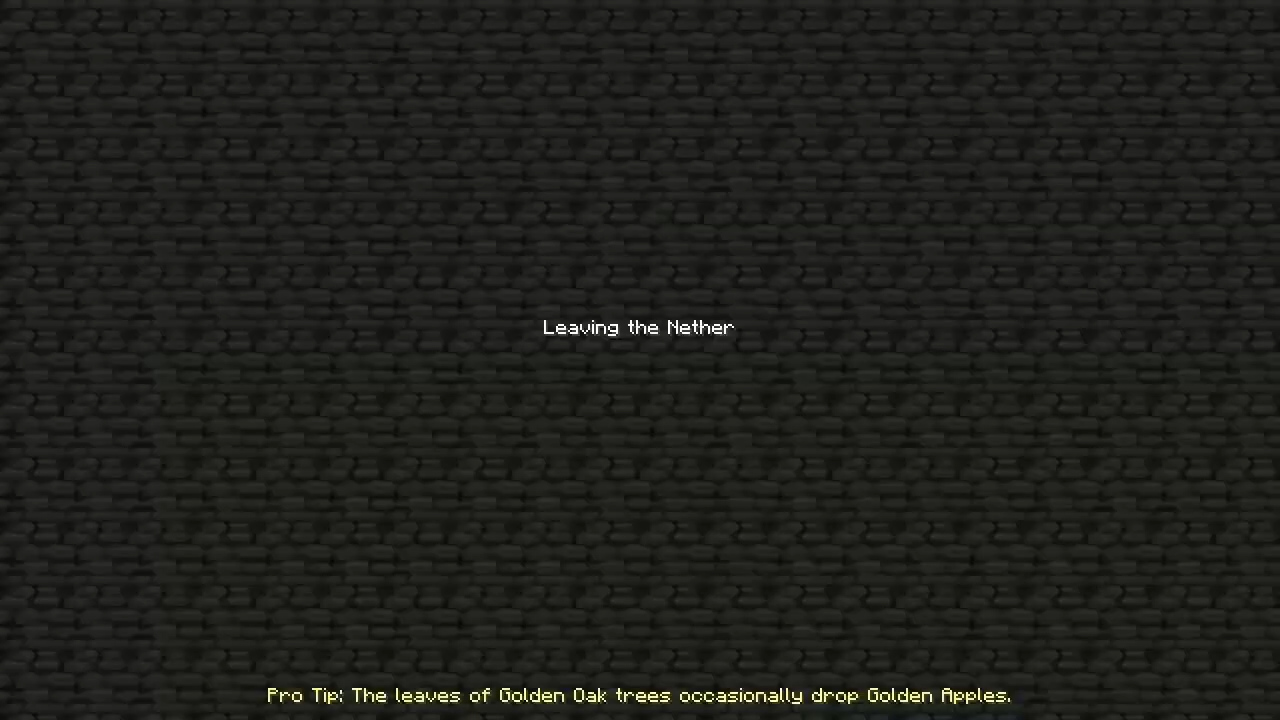 Leaving the Nether
Pro Tip: The leaves of Golden Oak trees occasionally drop Golden Apples.